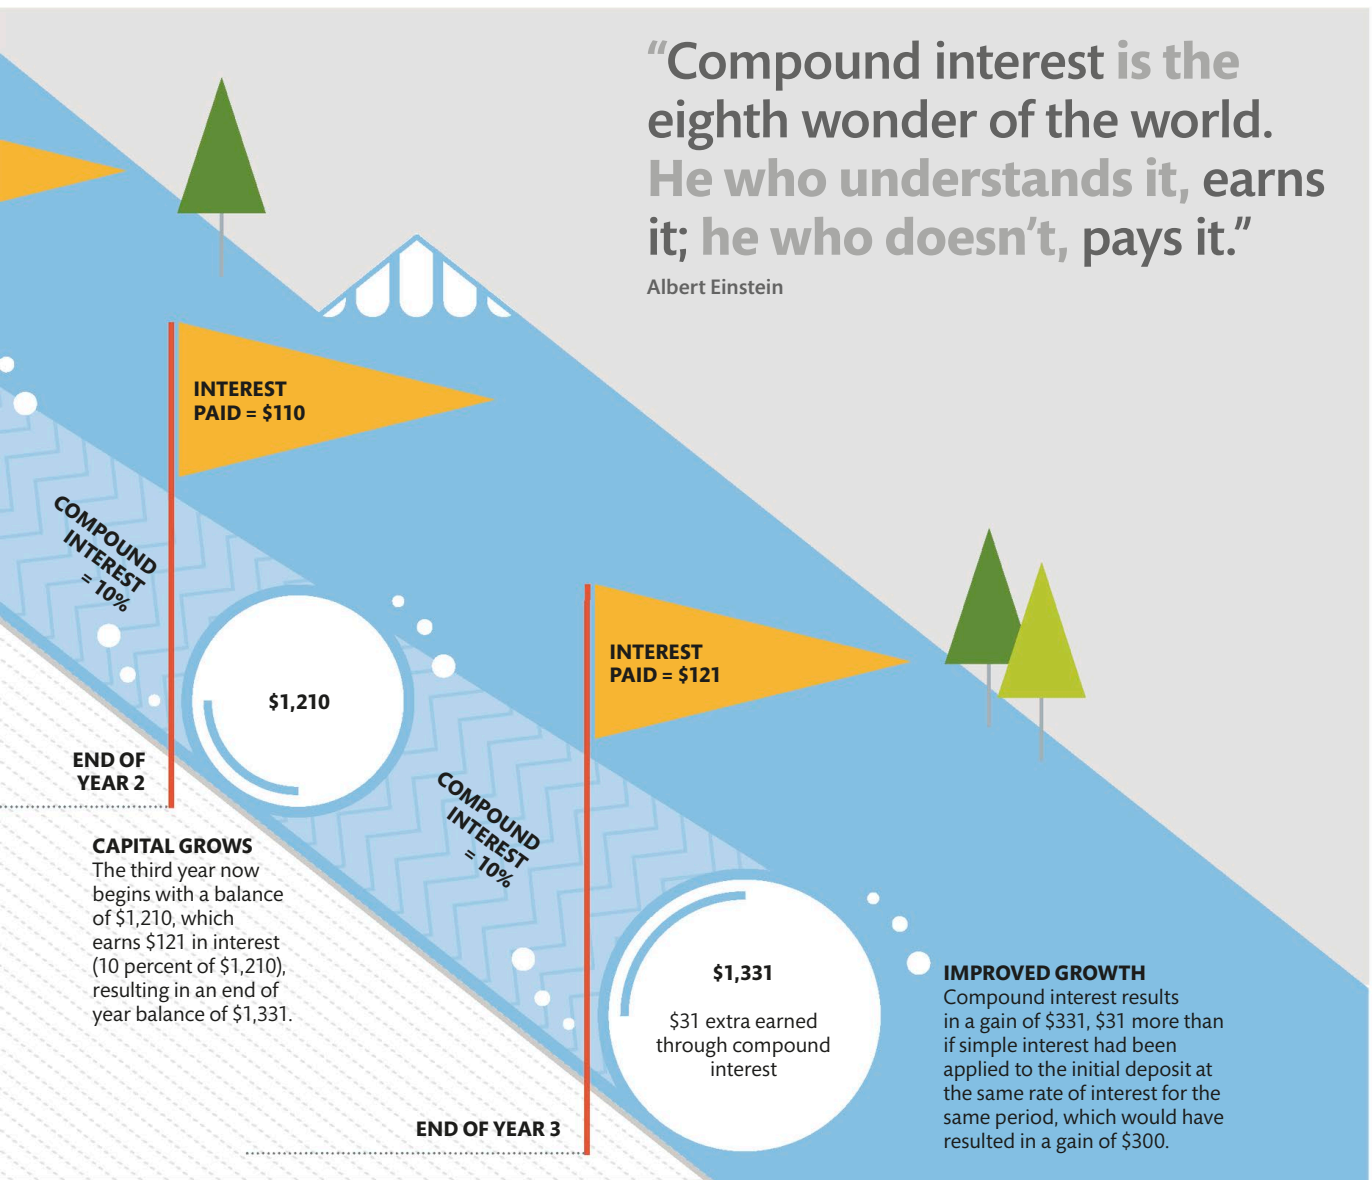 “Compound interest is the
eighth wonder of the world.
He who understands it, earns
it; he who doesn’t, pays it.”
Albert Einstein
INTEREST
PAID = $110
COMPOUND
INTEREST
= 10%
$1,210
END OF
YEAR 2
CAPITAL GROWS
The third year now
begins with a balance
of $1,210, which
earns $121 in interest
(10 percent of $1,210),
resulting in an end of
year balance of $1,331.
INTEREST
PAID = $121
COMPOUND
INTEREST
= 10%
$1,331
$31 extra earned
through compound
interest
END OF YEAR 3
IMPROVED GROWTH
Compound interest results
in a gain of $331, $31 more than
if simple interest had been
applied to the initial deposit at
the same rate of interest for the
same period, which would have
resulted in a gain of $300.